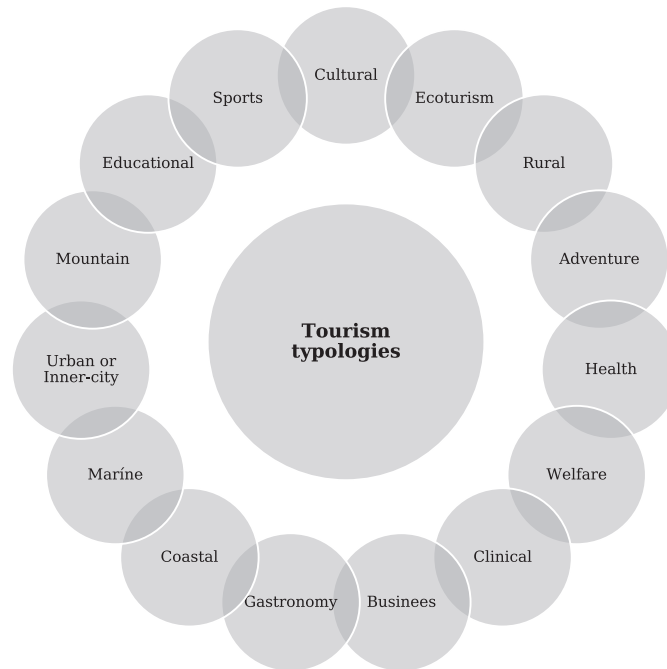 Cultural
Ecoturism
Rural
Adventure
Health
Welfare
Clinical
Businees
Gastronomy
Coastal
Maríne
Urban or
Inner-city
Mountain
Educational
Sports
Tourism
typologies